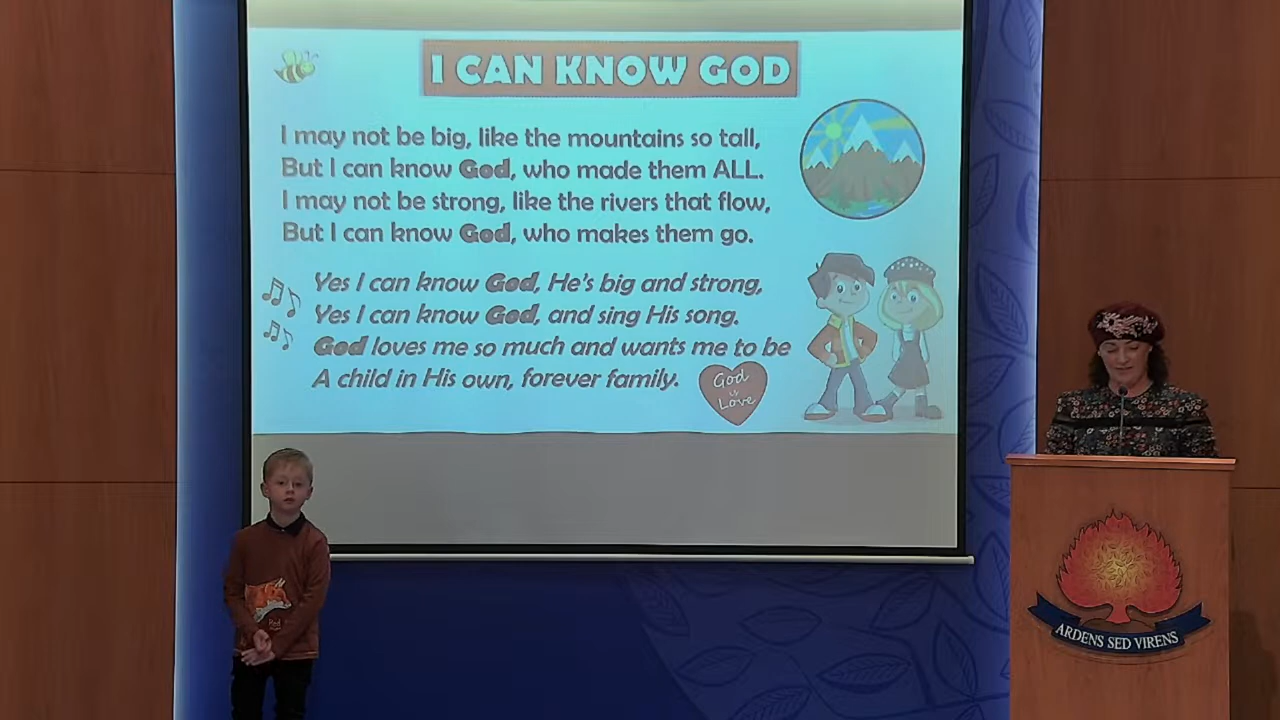 I CAN KNOW GOD
I may not be big, like the mountains so tall,
But I can know God, who made them ALL.
I may not be strong, like the rivers that flow,
But I can know God, who makes them go.
Yes I can know God, He's big and strong,
Yes I can know God, and sing His song.
God loves me so much and wants me to be
A child in His own, forever family.
God
is
Love
ARDENS SED VIRENS
Red